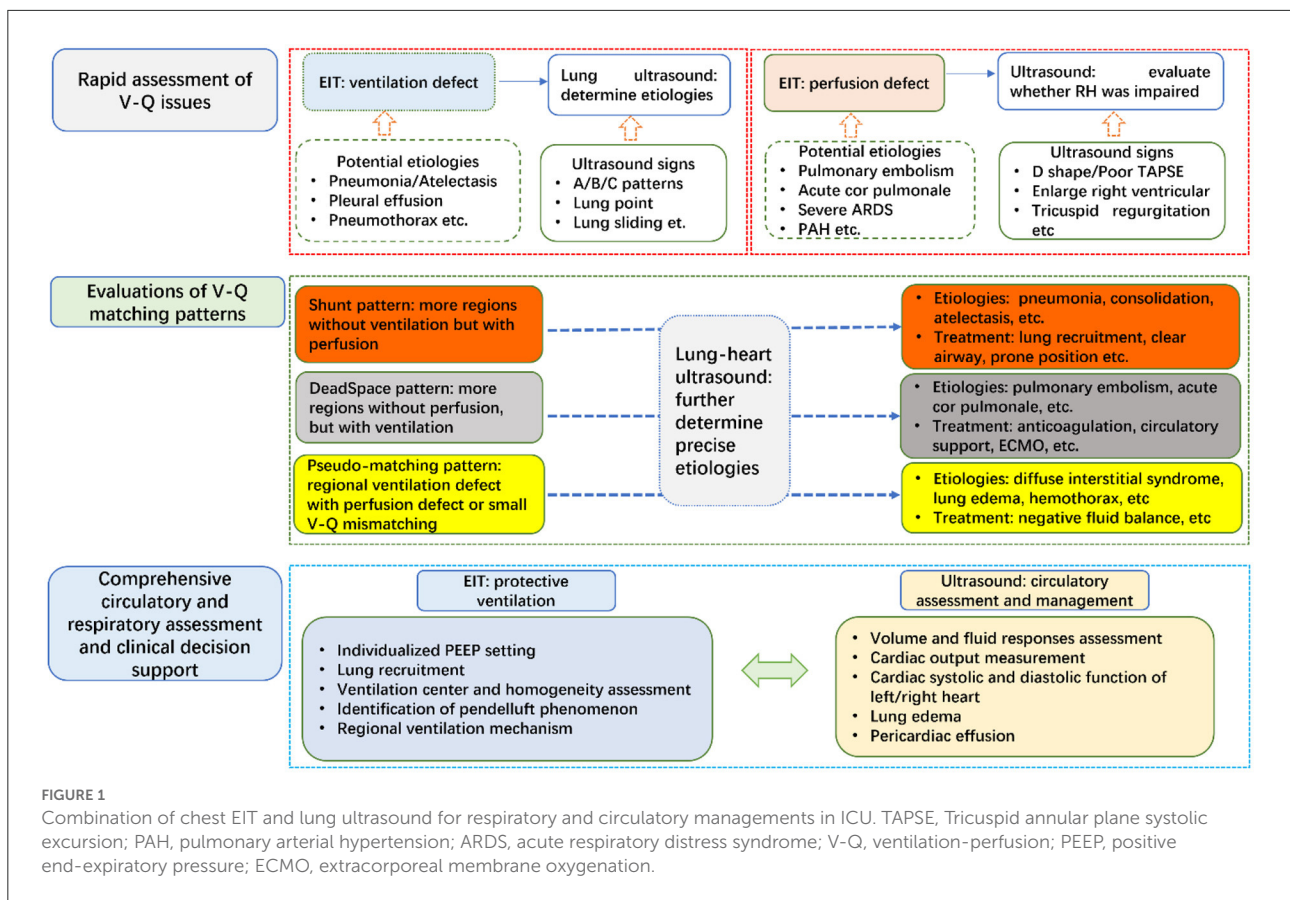 Rapid assessment of
V-Q issues
EIT: ventilation defect
Lung ultrasound:
determine etiologies
Potential etiologies
• Pneumonia/Atelectasis
• Pleural effusion
• Pneumothorax etc.
Ultrasound signs
• A/B/C patterns
• Lung point
• Lung sliding et.
EIT: perfusion defect
Ultrasound: evaluate
whether RH was impaired
Potential etiologies
• Pulmonary embolism
• Acute cor pulmonale
• Severe ARDS
• PAH etc.
Ultrasound signs
• D shape/Poor TAPSE
• Enlarge right ventricular
• Tricuspid regurgitation
etc
Evaluations of V-Q
matching patterns
Shunt pattern: more regions
without ventilation but with
perfusion
DeadSpace pattern: more
regions without perfusion,
but with ventilation
Pseudo-matching pattern:
regional ventilation defect
with perfusion defect or small
V-Q mismatching
Lung-heart
ultrasound:
further
determine
precise
etiologies
• Etiologies: pneumonia, consolidation,
atelectasis, etc.
• Treatment: lung recruitment, clear
airway, prone position etc.
• Etiologies: pulmonary embolism, acute
cor pulmonale, etc.
• Treatment: anticoagulation, circulatory
support, ECMO, etc.
• Etiologies: diffuse interstitial syndrome,
lung edema, hemothorax, etc
• Treatment: negative fluid balance, etc
Comprehensive
circulatory and
respiratory assessment
and clinical decision
support
EIT: protective
ventilation
• Individualized PEEP setting
• Lung recruitment
• Ventilation center and homogeneity assessment
• Identification of pendelluft phenomenon
• Regional ventilation mechanism
Ultrasound: circulatory
assessment and management
• Volume and fluid responses assessment
• Cardiac output measurement
• Cardiac systolic and diastolic function of
left/right heart
• Lung edema
• Pericardiac effusion
FIGURE 1
Combination of chest EIT and lung ultrasound for respiratory and circulatory managements in ICU. TAPSE, Tricuspid annular plane systolic
excursion; PAH, pulmonary arterial hypertension; ARDS, acute respiratory distress syndrome; V-Q, ventilation-perfusion; PEEP, positive
end-expiratory pressure; ECMO, extracorporeal membrane oxygenation.